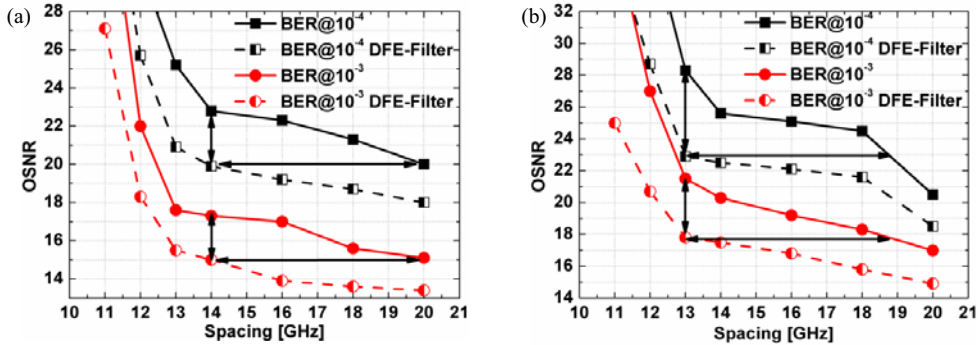 (a)
BER@10⁻⁴
BER@10⁻⁴ DFE-Filter
BER@10⁻³
BER@10⁻³ DFE-Filter
OSNR
28
26
24
22
20
18
16
14
10 11 12 13 14 15 16 17 18 19 20 21
Spacing [GHz]
(b)
BER@10⁻⁴
BER@10⁻⁴ DFE-Filter
BER@10⁻³
BER@10⁻³ DFE-Filter
OSNR
32
30
28
26
24
22
20
18
16
14
10 11 12 13 14 15 16 17 18 19 20 21
Spacing [GHz]